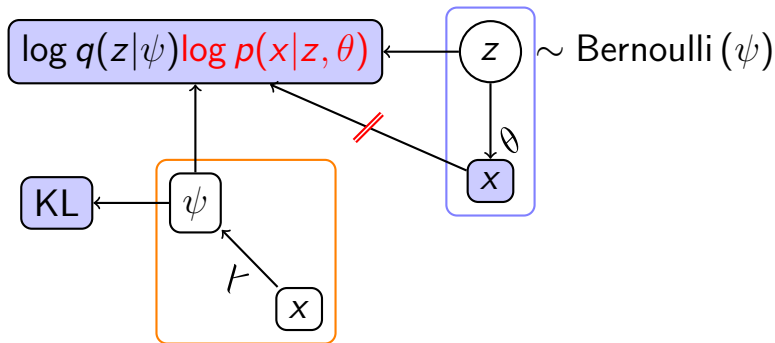 log q(z|ψ)log p(x|z, θ)
z ∼ Bernoulli (ψ)
θ
x
KL
ψ
λ
x